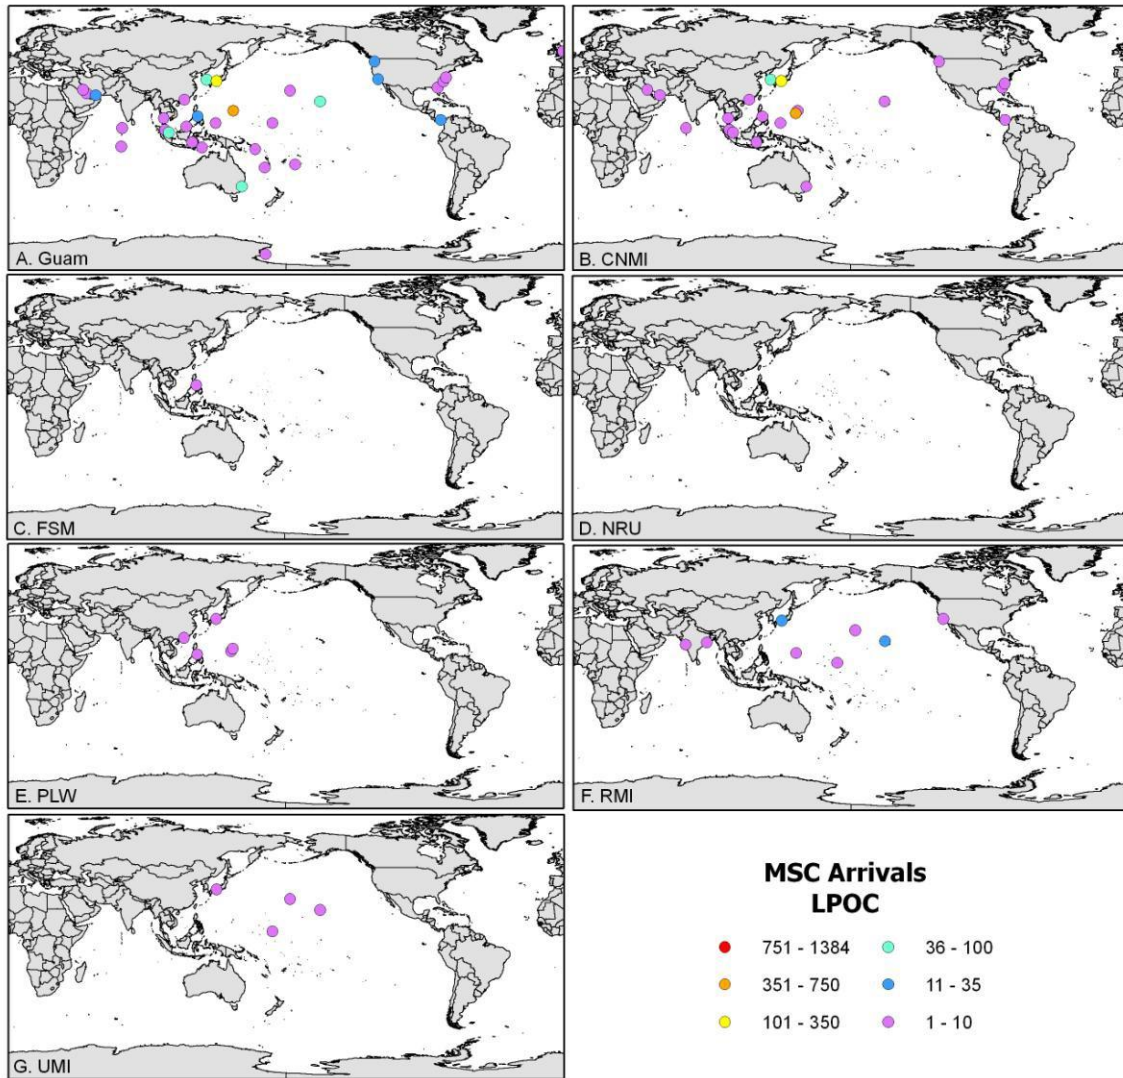 A. Guam
B. CNMI
C. FSM
D. NRU
E. PLW
F. RMI
G. UMI
MSC Arrivals
LPOC
751 - 1384
36 - 100
351 - 750
11 - 35
101 - 350
1 - 10